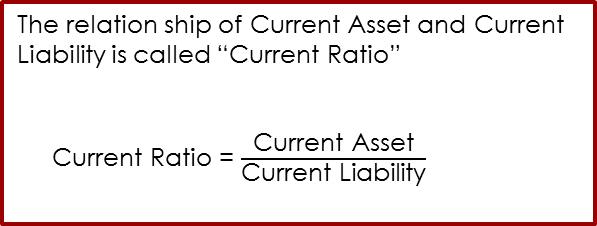 The relation ship of Current Asset and Current
Liability is called “Current Ratio”
Current Ratio = Current Asset
Current Liability